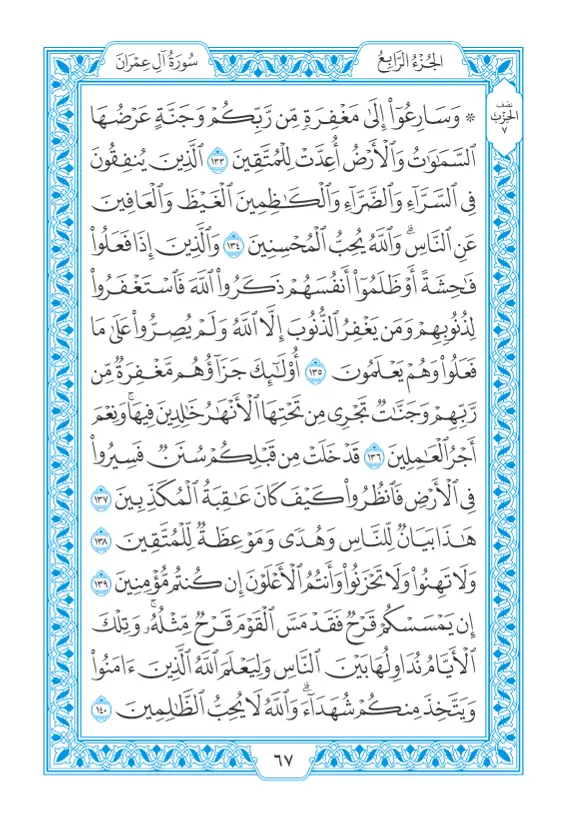 سُورَةُ آلِ عِمْرَانَ
الجُزْءُ الرَّابِعُ
نصف
الحِزْب
٧
* وَسَارِعُوٓاْ إِلَىٰ مَغْفِرَةٖ مِّن رَّبِّكُمْ وَجَنَّةٍ عَرْضُهَا
ٱلسَّمَٰوَٰتُ وَٱلْأَرْضُ أُعِدَّتْ لِلْمُتَّقِينَ ١٣٣ ٱلَّذِينَ يُنفِقُونَ
فِي ٱلسَّرَّآءِ وَٱلضَّرَّآءِ وَٱلْكَٰظِمِينَ ٱلْغَيْظَ وَٱلْعَافِينَ
عَنِ ٱلنَّاسِۗ وَٱللَّهُ يُحِبُّ ٱلْمُحْسِنِينَ ١٣٤ وَٱلَّذِينَ إِذَا فَعَلُواْ
فَٰحِشَةً أَوْ ظَلَمُوٓاْ أَنفُسَهُمْ ذَكَرُواْ ٱللَّهَ فَٱسْتَغْفَرُواْ
لِذُنُوبِهِمْ وَمَن يَغْفِرُ ٱلذُّنُوبَ إِلَّا ٱللَّهُ وَلَمْ يُصِرُّواْ عَلَىٰ مَا
فَعَلُواْ وَهُمْ يَعْلَمُونَ ١٣٥ أُوْلَٰٓئِكَ جَزَآؤُهُم مَّغْفِرَةٞ مِّن
رَّبِّهِمْ وَجَنَّٰتٞ تَجْرِي مِن تَحْتِهَا ٱلْأَنْهَٰرُ خَٰلِدِينَ فِيهَاۚ وَنِعْمَ
أَجْرُ ٱلْعَٰمِلِينَ ١٣٦ قَدْ خَلَتْ مِن قَبْلِكُمْ سُنَنٞ فَسِيرُواْ
فِي ٱلْأَرْضِ فَٱنظُرُواْ كَيْفَ كَانَ عَٰقِبَةُ ٱلْمُكَذِّبِينَ ١٣٧
هَٰذَا بَيَانٞ لِّلنَّاسِ وَهُدٗى وَمَوْعِظَةٞ لِّلْمُتَّقِينَ ١٣٨
وَلَا تَهِنُواْ وَلَا تَحْزَنُواْ وَأَنتُمُ ٱلْأَعْلَوْنَ إِن كُنتُم مُّؤْمِنِينَ ١٣٩
إِن يَمْسَسْكُمْ قَرْحٞ فَقَدْ مَسَّ ٱلْقَوْمَ قَرْحٞ مِّثْلُهُۥۚ وَتِلْكَ
ٱلْأَيَّامُ نُدَاوِلُهَا بَيْنَ ٱلنَّاسِ وَلِيَعْلَمَ ٱللَّهُ ٱلَّذِينَ ءَامَنُواْ
وَيَتَّخِذَ مِنكُمْ شُهَدَآءَۗ وَٱللَّهُ لَا يُحِبُّ ٱلظَّٰلِمِينَ ١٤٠
٦٧